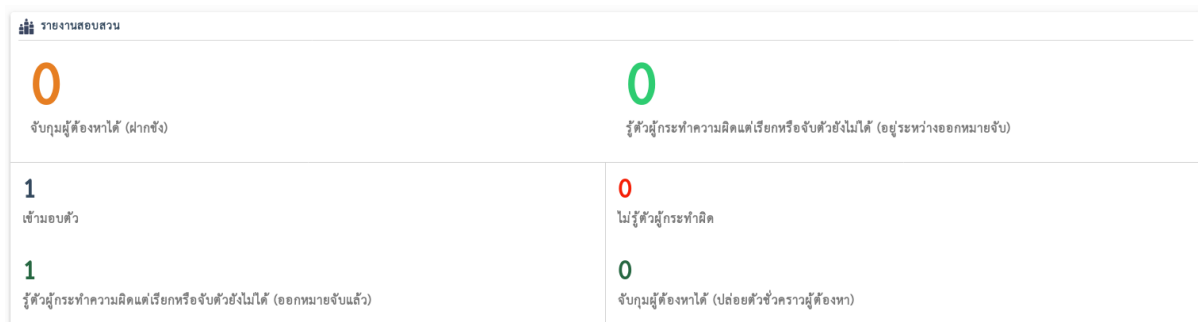 รายงานสอบสวน
0
0
จับกุมผู้ต้องหาได้ (ฝากขัง)
รู้ตัวผู้กระทำความผิดแต่เรียกหรือจับตัวยังไม่ได้ (อยู่ระหว่างออกหมายจับ)
1
0
เข้ามอบตัว
ไม่รู้ตัวผู้กระทำผิด
1
0
รู้ตัวผู้กระทำความผิดแต่เรียกหรือจับตัวยังไม่ได้ (ออกหมายจับแล้ว)
จับกุมผู้ต้องหาได้ (ปล่อยตัวชั่วคราวผู้ต้องหา)